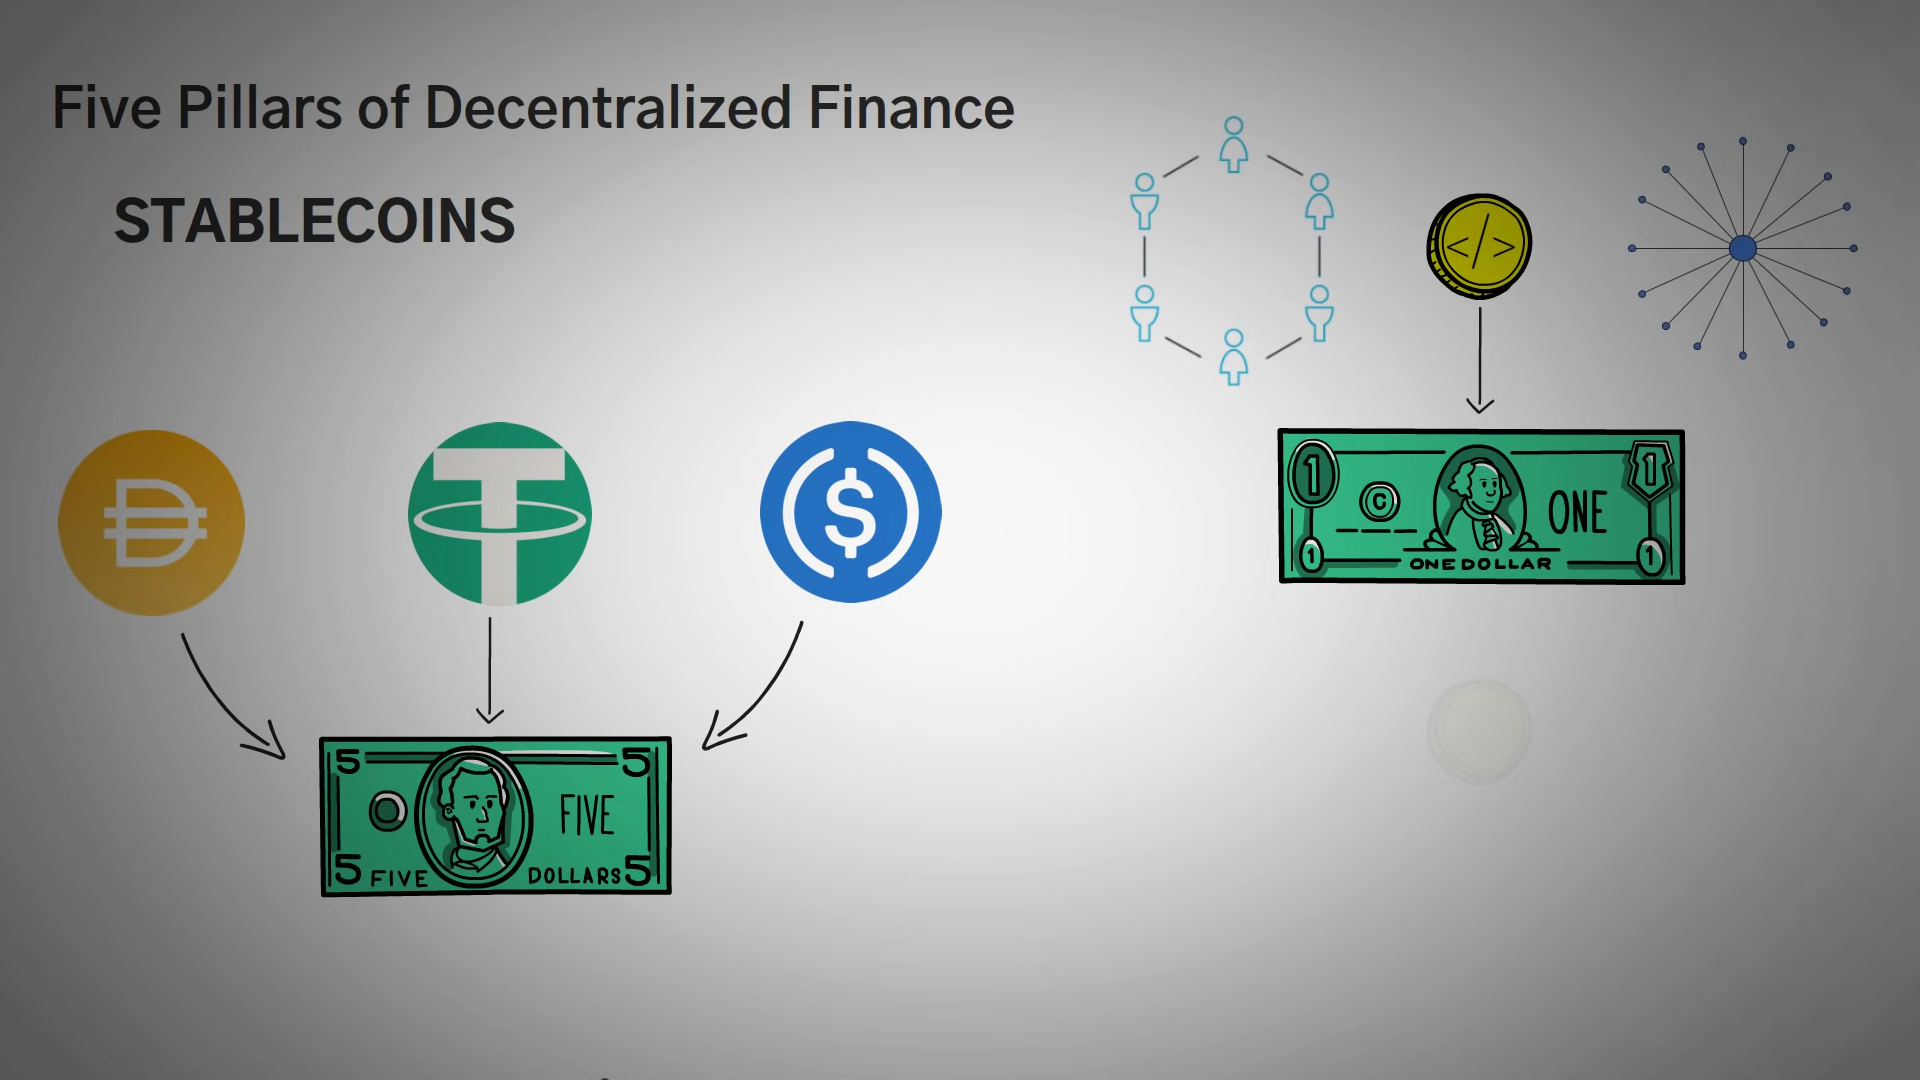 Five Pillars of Decentralized Finance
STABLECOINS
</>
1 1
C ONE
1 ONE DOLLAR 1
$
5 5
FIVE
5 FIVE DOLLARS 5